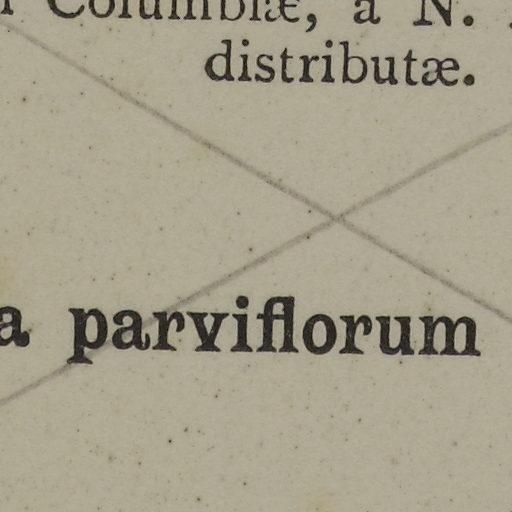 Columbiæ, a N.
distributæ.
a parviflorum